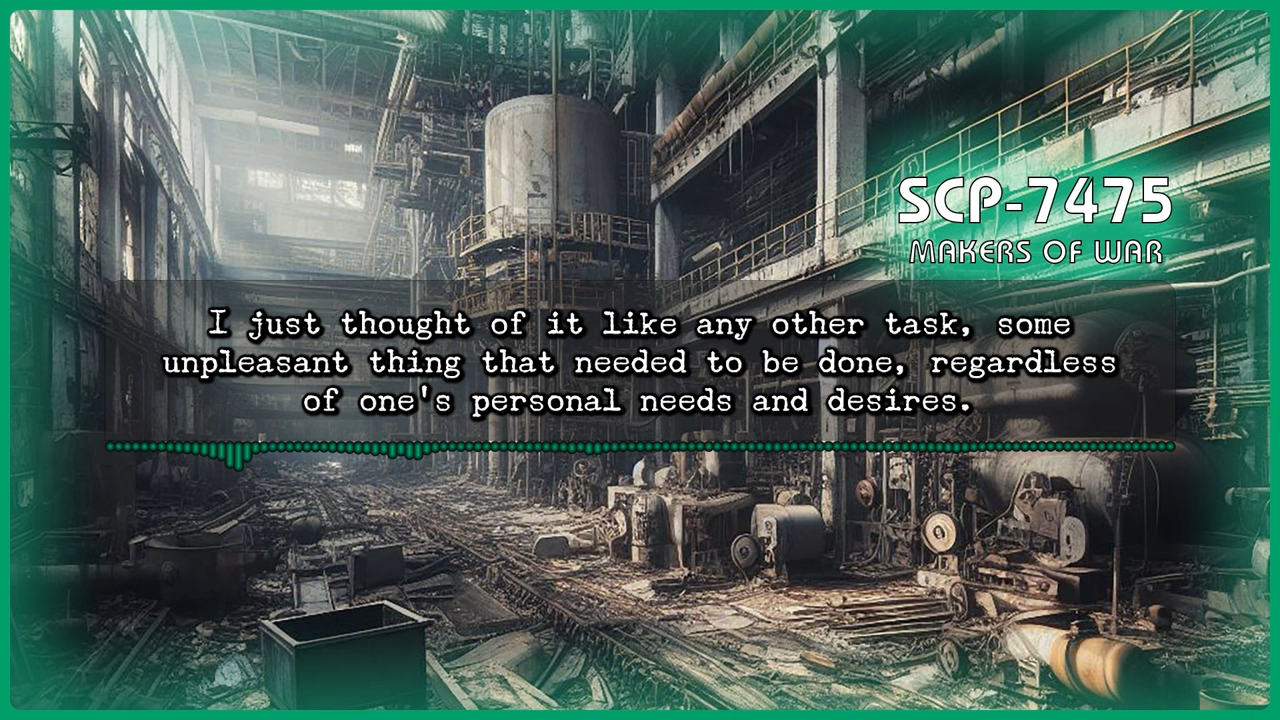 SCP-7475
MAKERS OF WAR
I just thought of it like any other task, some
unpleasant thing that needed to be done, regardless
of one's personal needs and desires.